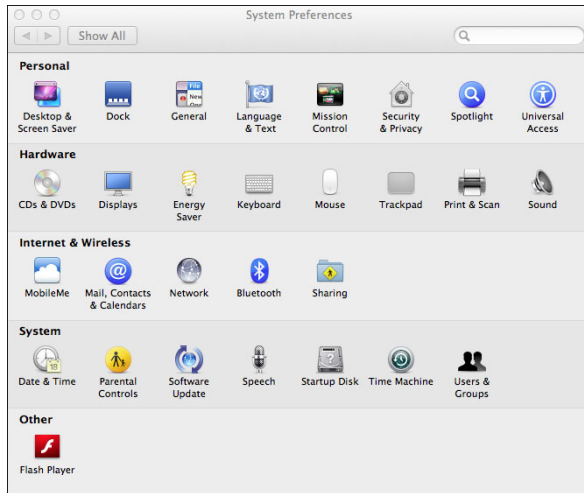 System Preferences
Show All
Personal
Desktop & Screen Saver
Dock
General
Language & Text
Mission Control
Security & Privacy
Spotlight
Universal Access
Hardware
CDs & DVDs
Displays
Energy Saver
Keyboard
Mouse
Trackpad
Print & Scan
Sound
Internet & Wireless
MobileMe
Mail, Contacts & Calendars
Network
Bluetooth
Sharing
System
Date & Time
Parental Controls
Software Update
Speech
Startup Disk
Time Machine
Users & Groups
Other
Flash Player